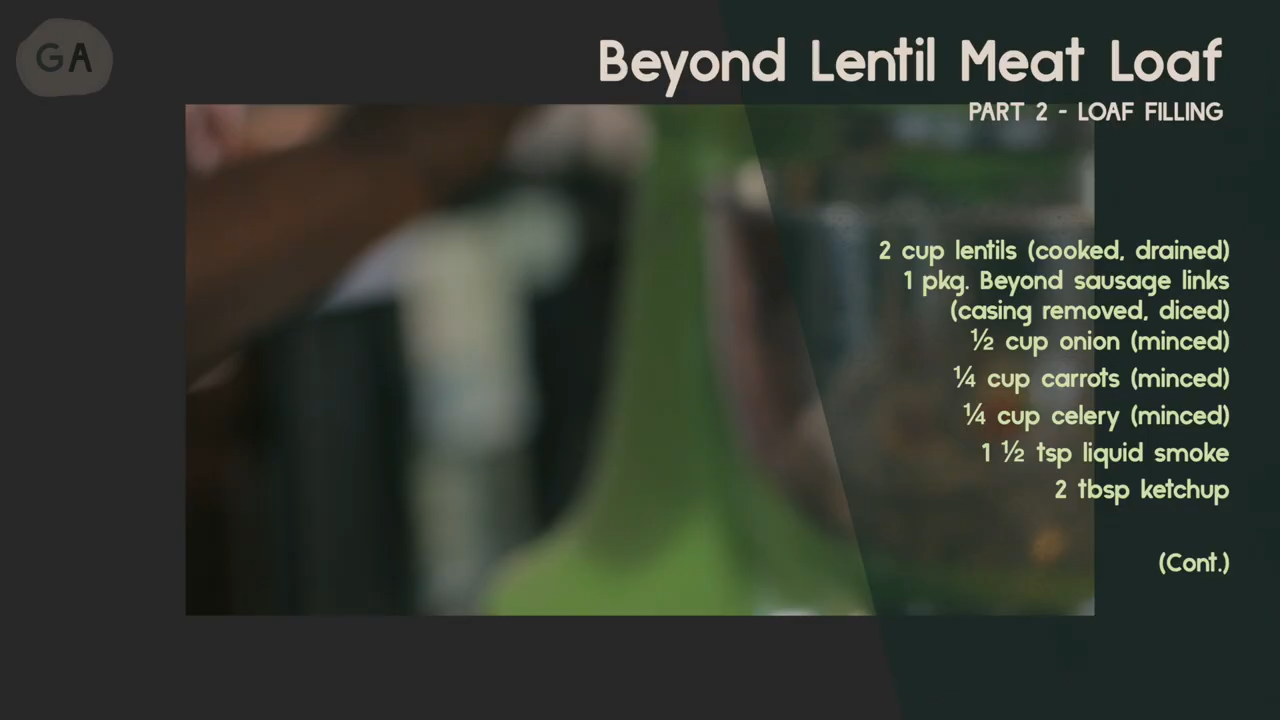 GA
Beyond Lentil Meat Loaf
PART 2 - LOAF FILLING
2 cup lentils (cooked, drained)
1 pkg. Beyond sausage links
(casing removed, diced)
½ cup onion (minced)
¼ cup carrots (minced)
¼ cup celery (minced)
1 ½ tsp liquid smoke
2 tbsp ketchup
(Cont.)